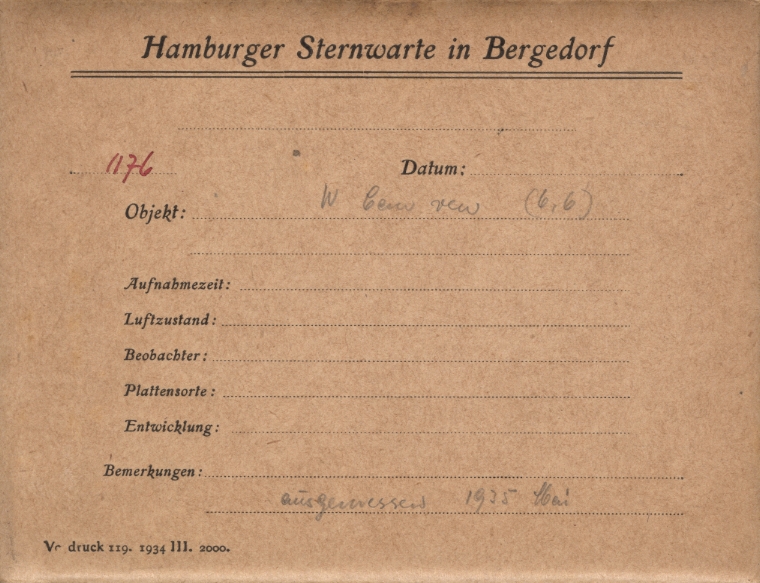 Hamburger Sternwarte in Bergedorf
1176 Datum:
Objekt: W Cam ven (6,6)
Aufnahmezeit:
Luftzustand:
Beobachter:
Plattensorte:
Entwicklung:
Bemerkungen:
ausgemessen 1935 Mai
Vordruck 119. 1934 III. 2000.